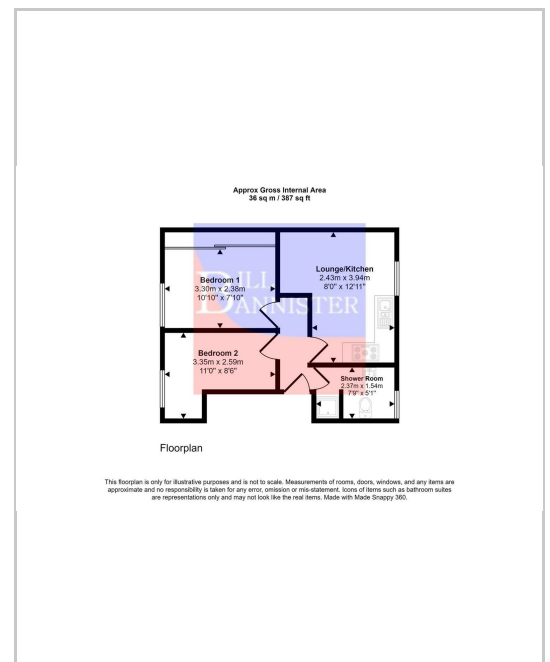 Approx Gross Internal Area
36 sq m / 387 sq ft
BILL
BANNISTER
Bedroom 1
3.30m x 2.38m
10'10" x 7'10"
Lounge/Kitchen
2.43m x 3.94m
8'0" x 12'11"
Bedroom 2
3.35m x 2.59m
11'0" x 8'6"
Shower Room
2.37m x 1.54m
7'9" x 5'1"
Floorplan
This floorplan is only for illustrative purposes and is not to scale. Measurements of rooms, doors, windows, and any items are
approximate and no responsibility is taken for any error, omission or mis-statement. Icons of items such as bathroom suites
are representations only and may not look like the real items. Made with Made Snappy 360.